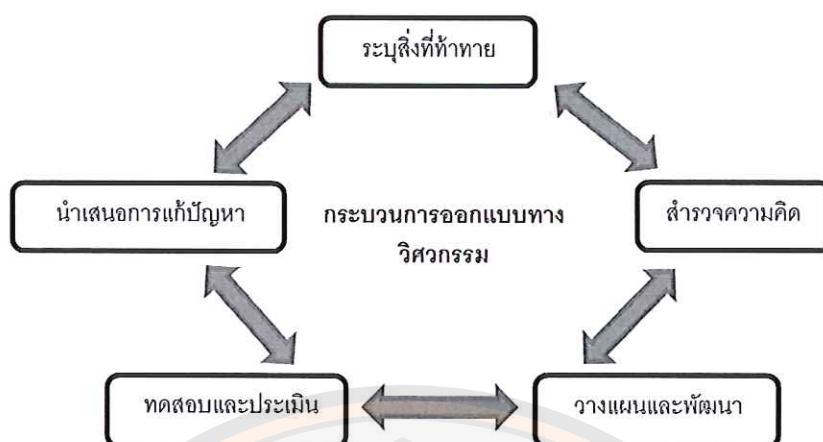 ระบุสิ่งที่ท้าทาย
นำเสนอการแก้ปัญหา
กระบวนการออกแบบทาง
วิศวกรรม
สำรวจความคิด
ทดสอบและประเมิน
วางแผนและพัฒนา